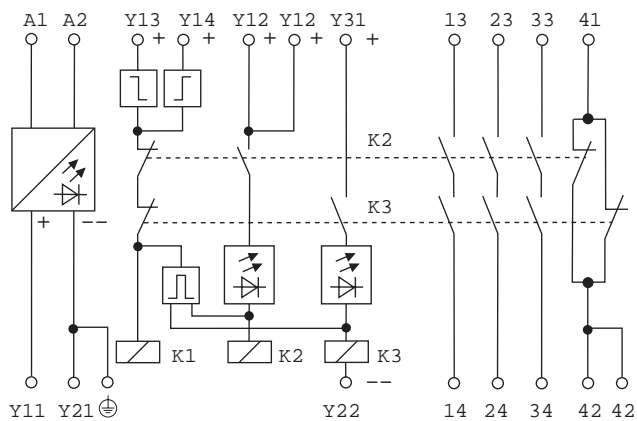 A1 A2 Y13 Y14 Y12 Y12 Y31 13 23 33 41
+ + + + +
K2
K3
+ --
K1 K2 K3
--
Y11 Y21 Y22 14 24 34 42 42